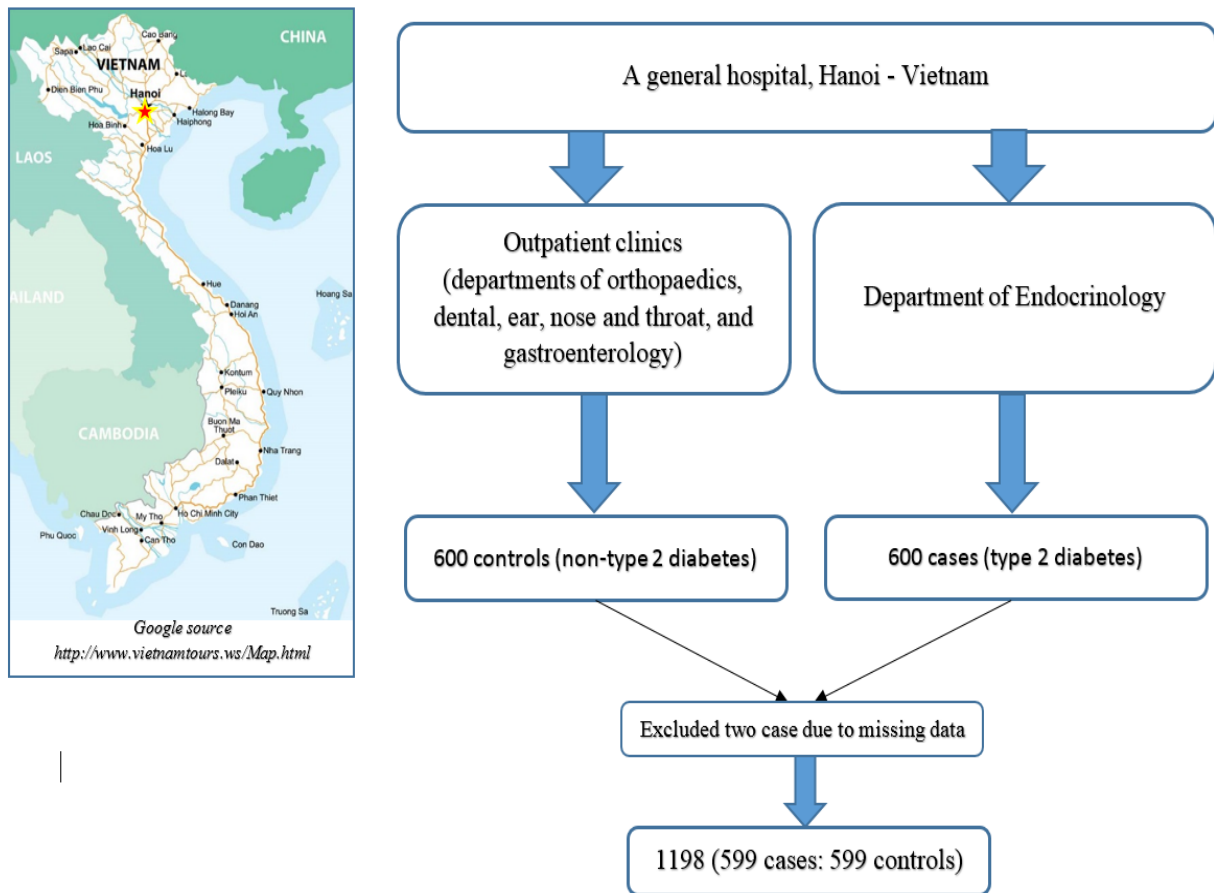 CHINA
Cao Bang
Lao Cai
Sapa
VIETNAM
Hanoi
Dien Bien Phu
Halong Bay
Haiphong
Hoa Binh
Hoa Lu
LAOS
AILAND
Hue
Danang
Hoi An
Hoang Sa
Kontum
Pleiku
Quy Nhon
Buon Ma
Thuot
CAMBODIA
Nha Trang
Dalat
Phan Thiet
Ho Chi Minh City
Chau Doc
My Tho
Vinh Long
Can Tho
Phu Quoc
Con Dao
Truong Sa
Google source
http://www.vietnamtours.ws/Map.html
A general hospital, Hanoi - Vietnam
Outpatient clinics
(departments of orthopaedics,
dental, ear, nose and throat, and
gastroenterology)
Department of Endocrinology
600 controls (non-type 2 diabetes)
600 cases (type 2 diabetes)
Excluded two case due to missing data
1198 (599 cases: 599 controls)